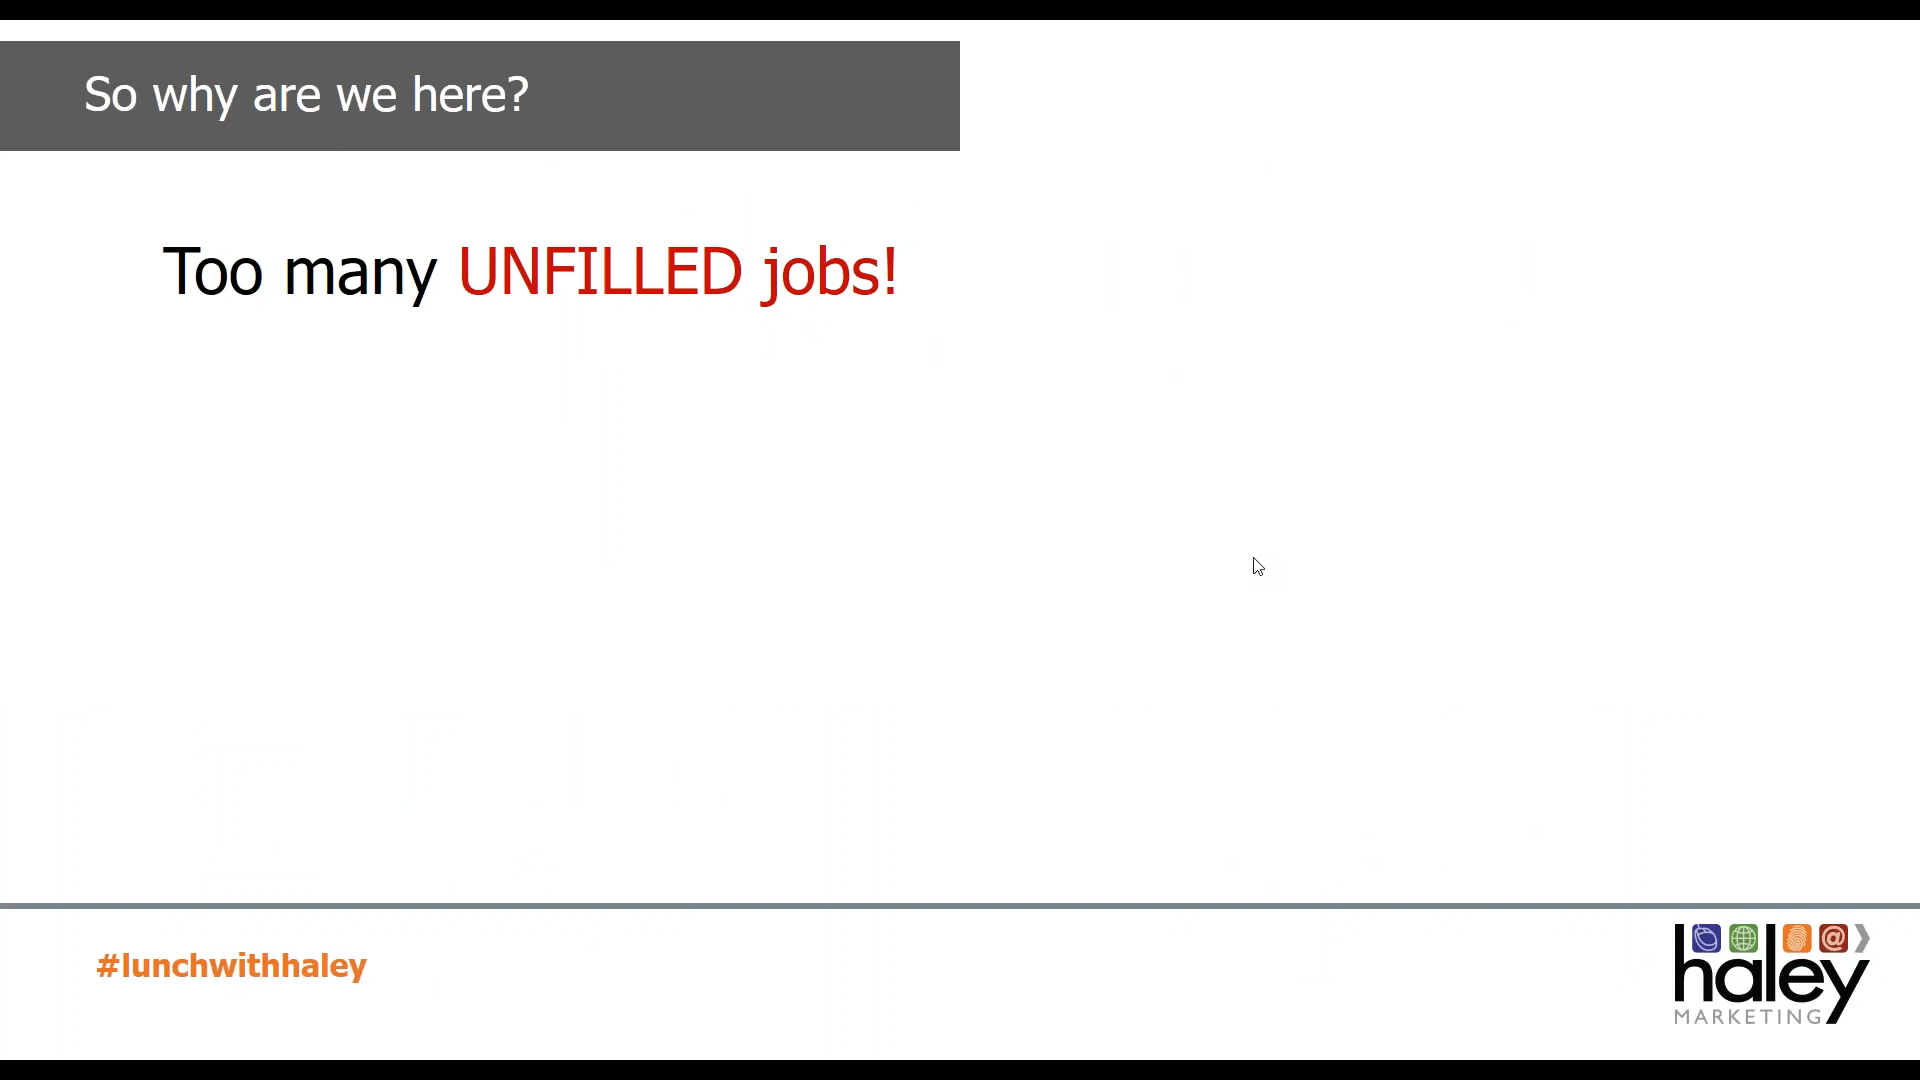 So why are we here?
Too many UNFILLED jobs!
#lunchwithhaley
haley
MARKETING